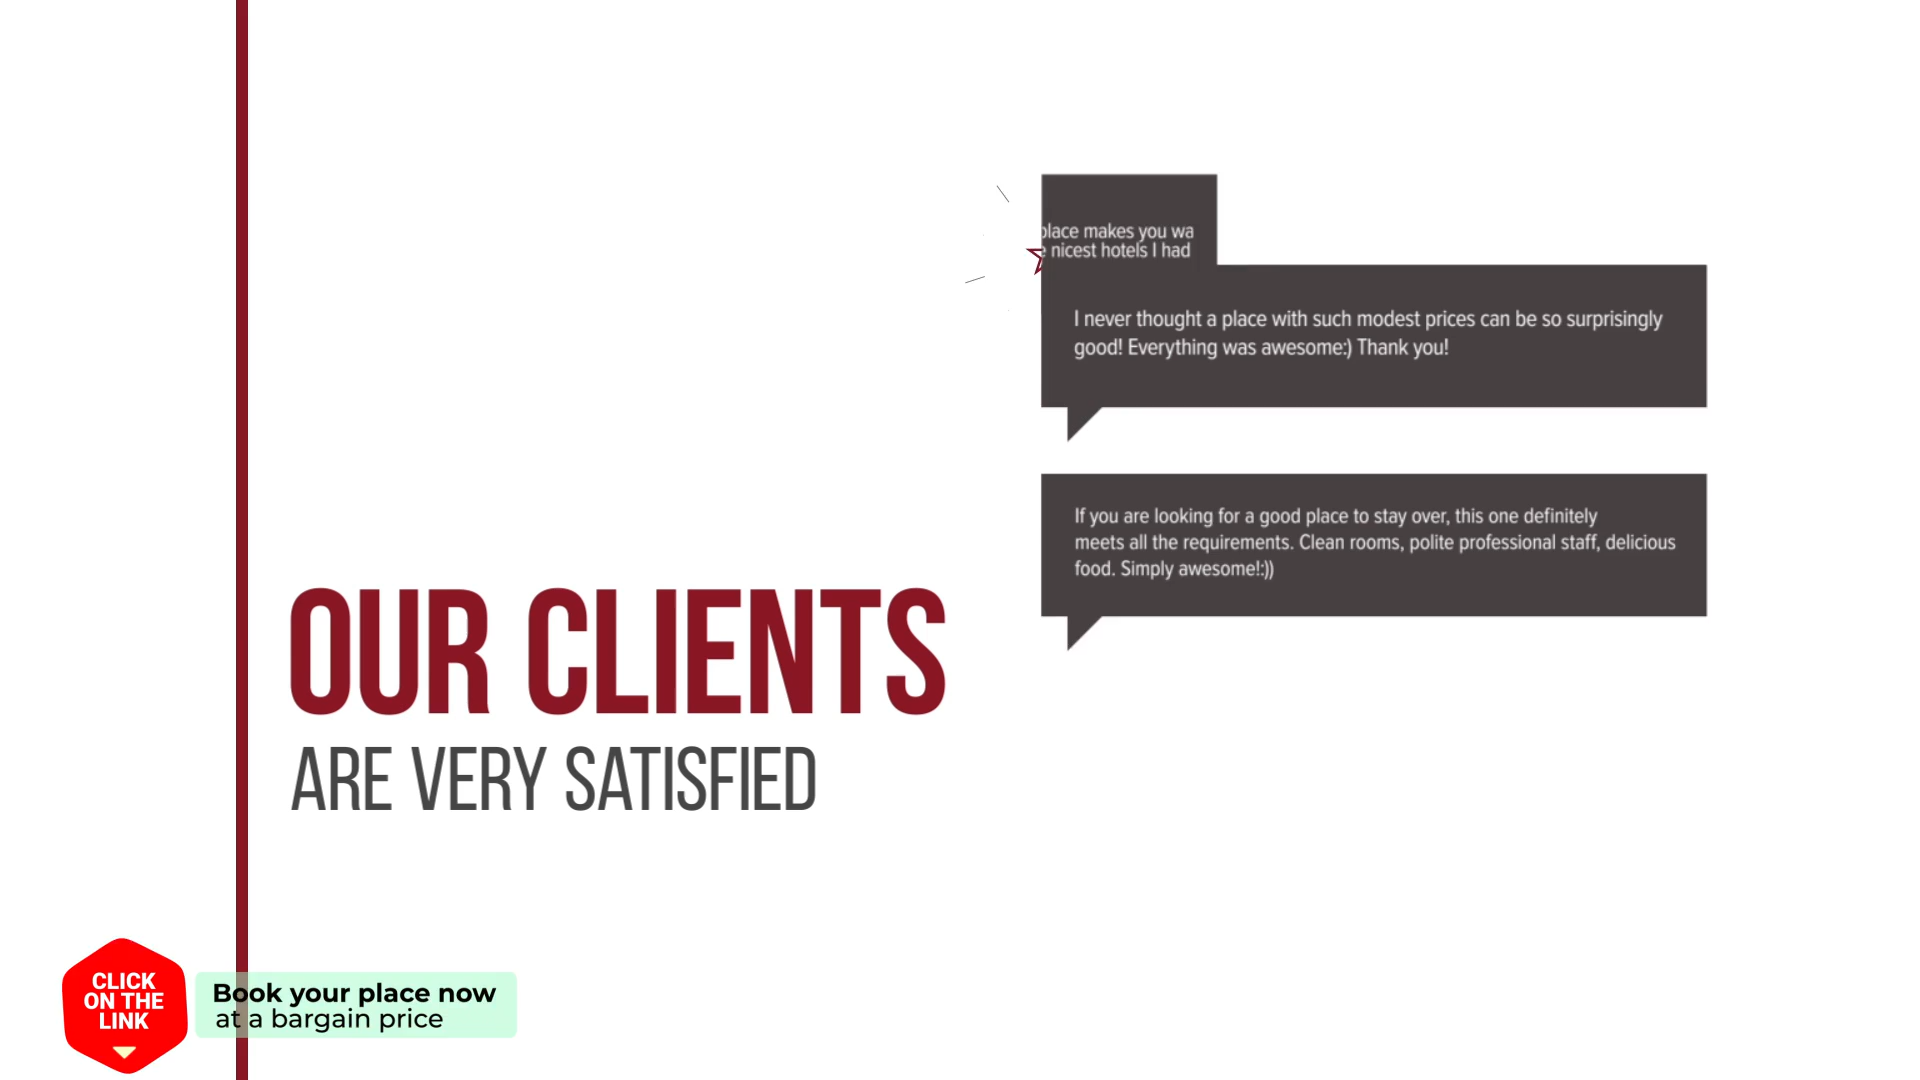 place makes you wa
nicest hotels I had
I never thought a place with such modest prices can be so surprisingly
good! Everything was awesome:) Thank you!
If you are looking for a good place to stay over, this one definitely
meets all the requirements. Clean rooms, polite professional staff, delicious
food. Simply awesome!:))
OUR CLIENTS
ARE VERY SATISFIED
CLICK
ON THE
LINK
Book your place now
at a bargain price